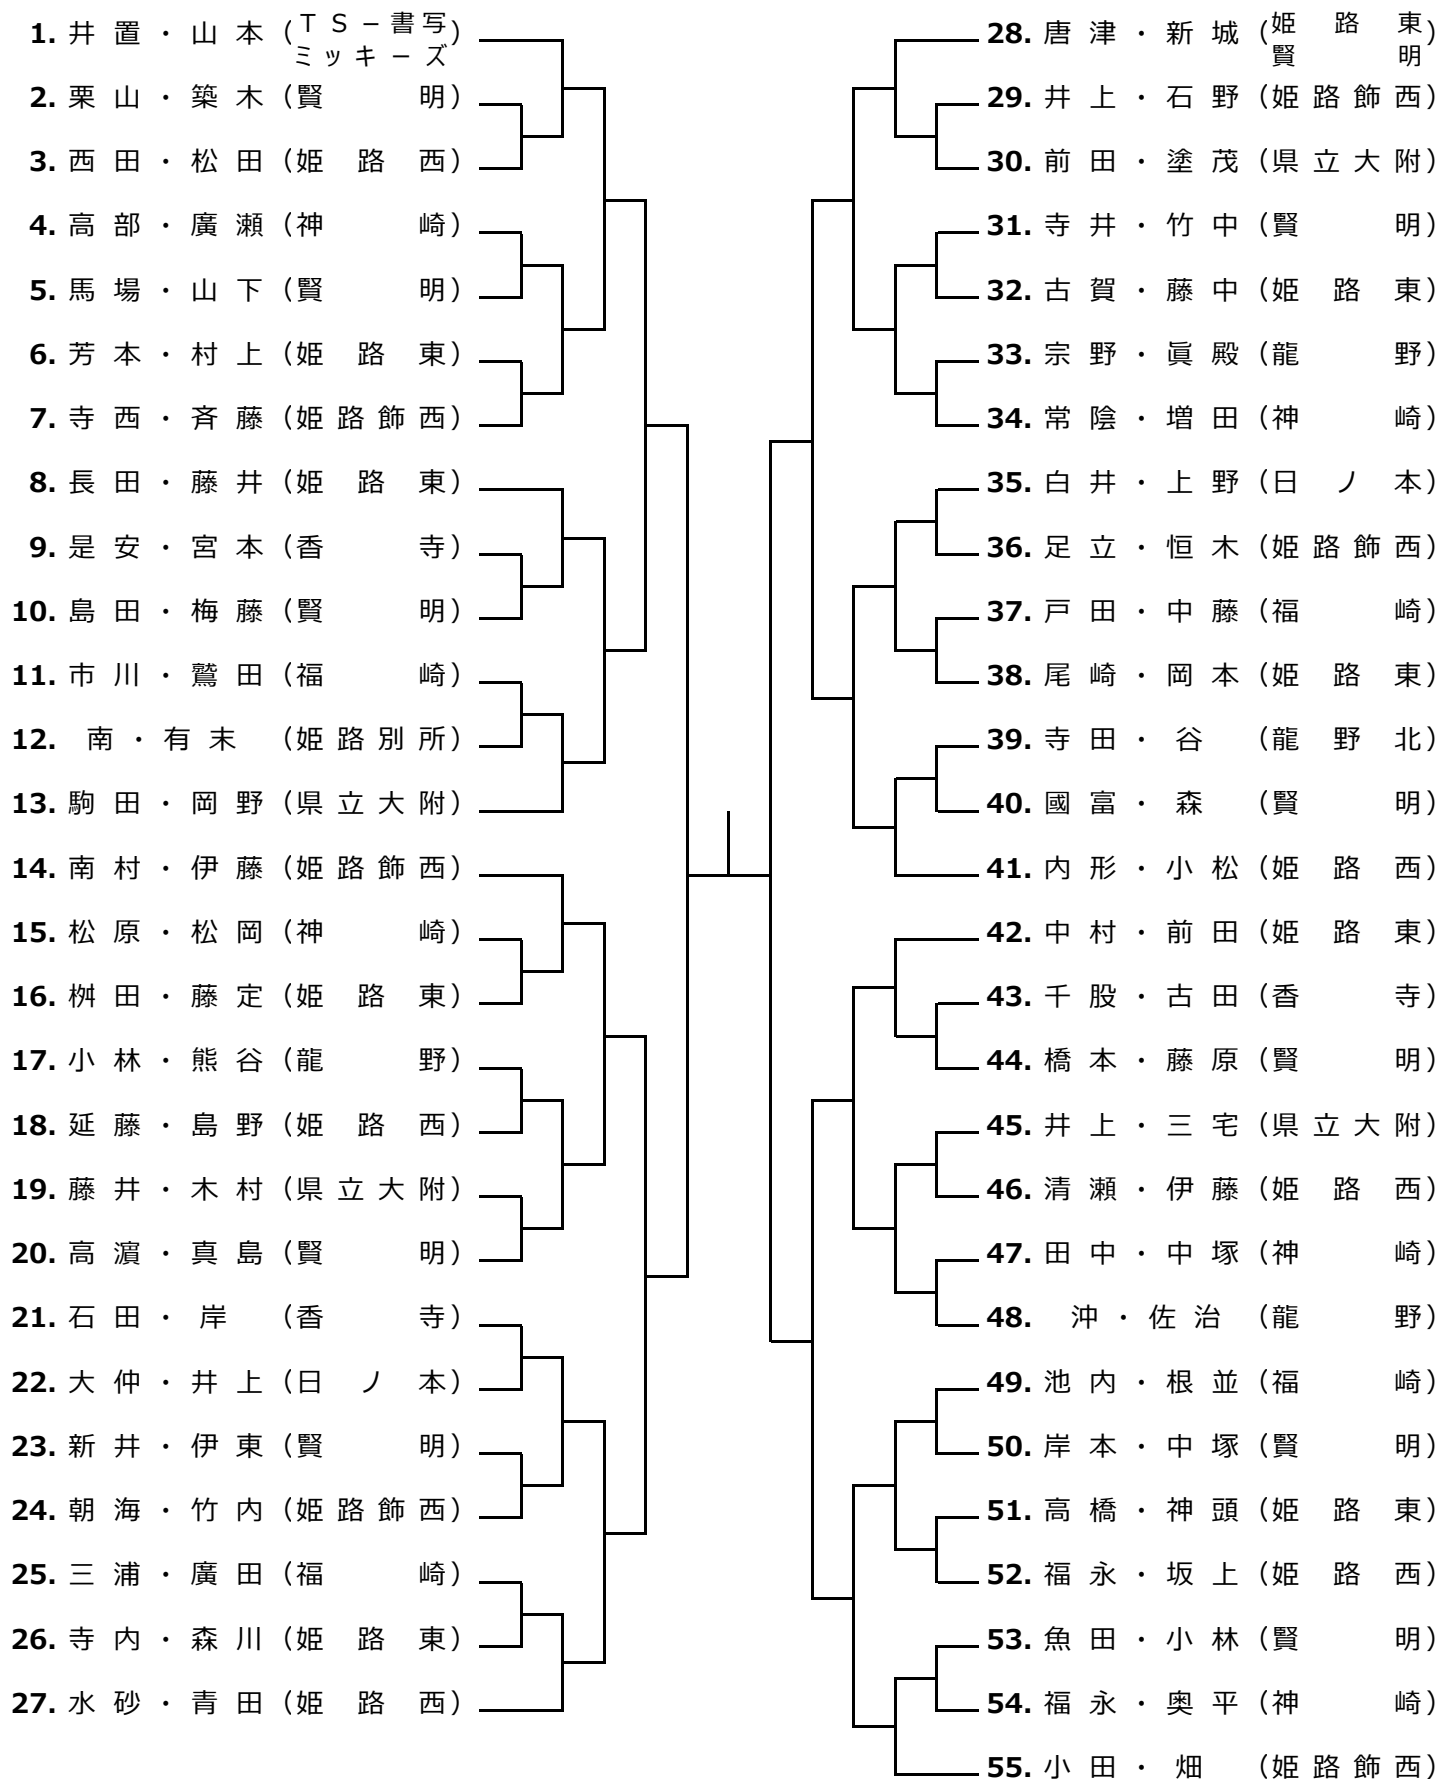 1. 井置・山本(TS-書写ミッキーズ)
2. 栗山・築木(賢明)
3. 西田・松田(姫路西)
4. 高部・廣瀬(神崎)
5. 馬場・山下(賢明)
6. 芳本・村上(姫路東)
7. 寺西・斉藤(姫路飾西)
8. 長田・藤井(姫路東)
9. 是安・宮本(香寺)
10. 島田・梅藤(賢明)
11. 市川・鷲田(福崎)
12. 南・有末(姫路別所)
13. 駒田・岡野(県立大附)
14. 南村・伊藤(姫路飾西)
15. 松原・松岡(神崎)
16. 桝田・藤定(姫路東)
17. 小林・熊谷(龍野)
18. 延藤・島野(姫路西)
19. 藤井・木村(県立大附)
20. 高濵・真島(賢明)
21. 石田・岸(香寺)
22. 大仲・井上(日ノ本)
23. 新井・伊東(賢明)
24. 朝海・竹内(姫路飾西)
25. 三浦・廣田(福崎)
26. 寺内・森川(姫路東)
27. 水砂・青田(姫路西)
28. 唐津・新城(姫路東賢明)
29. 井上・石野(姫路飾西)
30. 前田・塗茂(県立大附)
31. 寺井・竹中(賢明)
32. 古賀・藤中(姫路東)
33. 宗野・眞殿(龍野)
34. 常陰・増田(神崎)
35. 白井・上野(日ノ本)
36. 足立・恒木(姫路飾西)
37. 戸田・中藤(福崎)
38. 尾崎・岡本(姫路東)
39. 寺田・谷(龍野北)
40. 國富・森(賢明)
41. 内形・小松(姫路西)
42. 中村・前田(姫路東)
43. 千股・古田(香寺)
44. 橋本・藤原(賢明)
45. 井上・三宅(県立大附)
46. 清瀬・伊藤(姫路西)
47. 田中・中塚(神崎)
48. 沖・佐治(龍野)
49. 池内・根並(福崎)
50. 岸本・中塚(賢明)
51. 高橋・神頭(姫路東)
52. 福永・坂上(姫路西)
53. 魚田・小林(賢明)
54. 福永・奥平(神崎)
55. 小田・畑(姫路飾西)